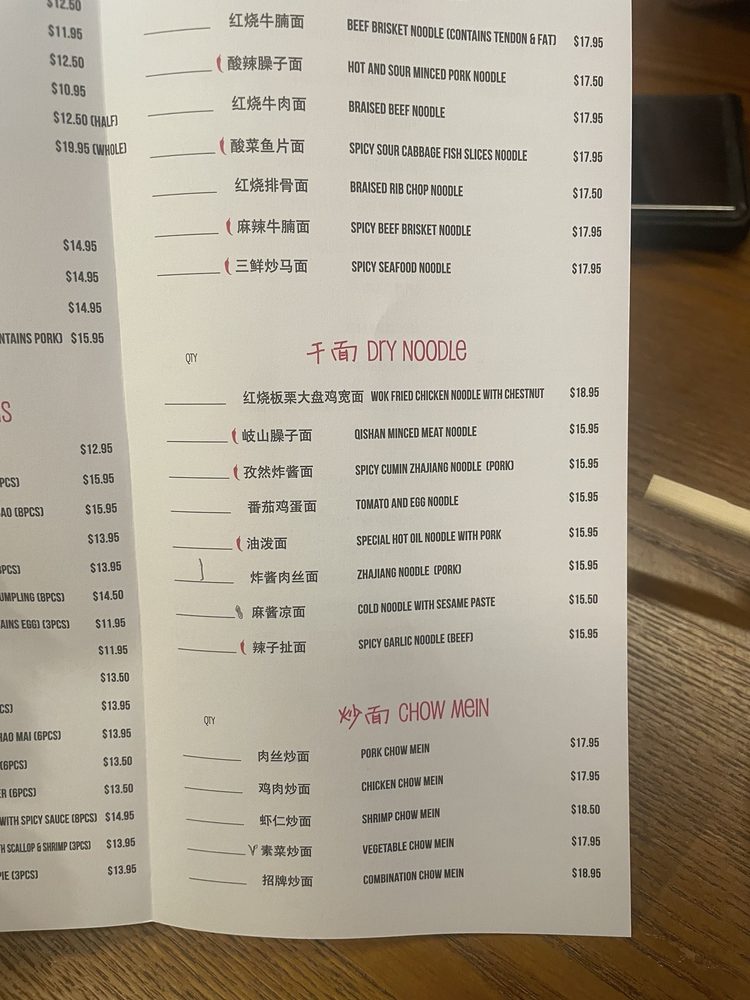 $12.50
$11.95
$12.50
$10.95
$12.50 (HALF)
$19.95 (WHOLE)
$14.95
$14.95
$14.95
NTAINS PORK) $15.95
S
$12.95
PCS) $15.95
AO (8PCS) $15.95
$13.95
PCS) $13.95
UMPLING (8PCS) $14.50
AINS EGG) (3PCS) $11.95
$11.95
$13.50
CS) $13.95
HAO MAI (6PCS) $13.95
(6PCS) $13.50
R (6PCS) $13.50
WITH SPICY SAUCE (8PCS) $14.95
H SCALLOP & SHRIMP (3PCS) $13.95
PIE (3PCS) $13.95
红烧牛腩面 BEEF BRISKET NOODLE (CONTAINS TENDON & FAT) $17.95
酸辣臊子面 HOT AND SOUR MINCED PORK NOODLE $17.50
红烧牛肉面 BRAISED BEEF NOODLE $17.95
酸菜鱼片面 SPICY SOUR CABBAGE FISH SLICES NOODLE $17.95
红烧排骨面 BRAISED RIB CHOP NOODLE $17.50
麻辣牛腩面 SPICY BEEF BRISKET NOODLE $17.95
三鲜炒马面 SPICY SEAFOOD NOODLE $17.95
QTY 干面 DRY NOODLE
红烧板栗大盘鸡宽面 WOK FRIED CHICKEN NOODLE WITH CHESTNUT $18.95
岐山臊子面 QISHAN MINCED MEAT NOODLE $15.95
孜然炸酱面 SPICY CUMIN ZHAJIANG NOODLE (PORK) $15.95
番茄鸡蛋面 TOMATO AND EGG NOODLE $15.95
油泼面 SPECIAL HOT OIL NOODLE WITH PORK $15.95
炸酱肉丝面 ZHAJIANG NOODLE (PORK) $15.95
麻酱凉面 COLD NOODLE WITH SESAME PASTE $15.50
辣子扯面 SPICY GARLIC NOODLE (BEEF) $15.95
QTY 炒面 CHOW MEIN
肉丝炒面 PORK CHOW MEIN $17.95
鸡肉炒面 CHICKEN CHOW MEIN $17.95
虾仁炒面 SHRIMP CHOW MEIN $18.50
素菜炒面 VEGETABLE CHOW MEIN $17.95
招牌炒面 COMBINATION CHOW MEIN $18.95